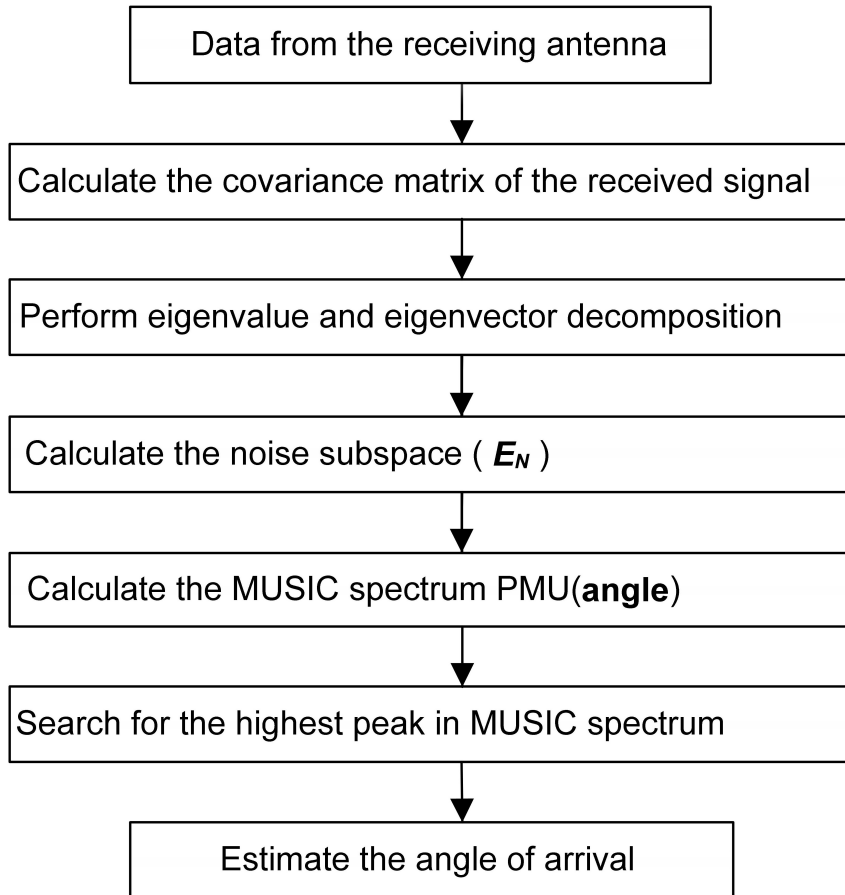 Data from the receiving antenna
Calculate the covariance matrix of the received signal
Perform eigenvalue and eigenvector decomposition
Calculate the noise subspace ( E_N )
Calculate the MUSIC spectrum PMU(angle)
Search for the highest peak in MUSIC spectrum
Estimate the angle of arrival